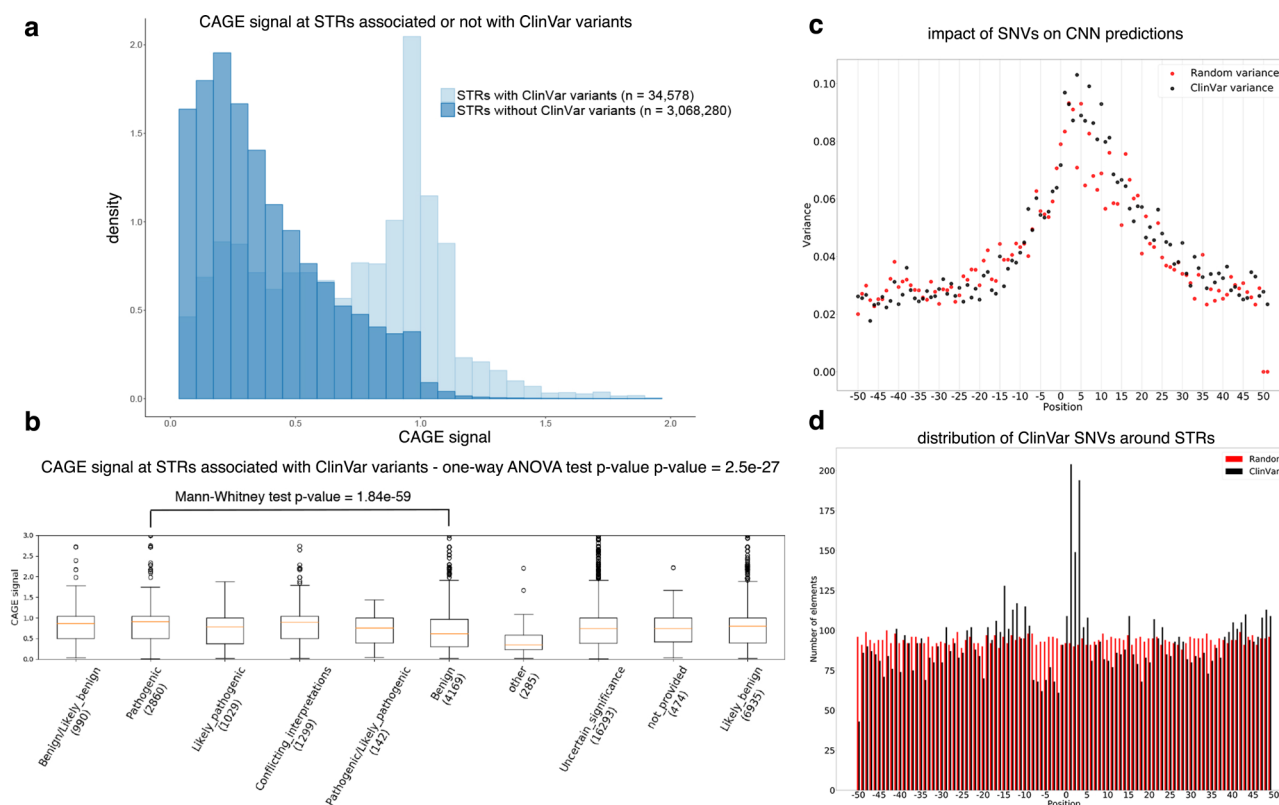 a
CAGE signal at STRs associated or not with ClinVar variants
2.0
1.5
1.0
0.5
0.0
density
STRs with ClinVar variants (n = 34,578)
STRs without ClinVar variants (n = 3,068,280)
0.0 0.5 1.0 1.5 2.0
CAGE signal
b
CAGE signal at STRs associated with ClinVar variants - one-way ANOVA test p-value p-value = 2.5e-27
Mann-Whitney test p-value = 1.84e-59
3.0
2.5
2.0
1.5
1.0
0.5
0.0
CAGE signal
Benign/Likely_benign
(990)
Pathogenic
(2860)
Likely_pathogenic
(1029)
Conflicting_interpretations
(1299)
Pathogenic/Likely_pathogenic
(142)
Benign
(4169)
other
(285)
Uncertain_significance
(16293)
not_provided
(474)
Likely_benign
(6935)
c
impact of SNVs on CNN predictions
Random variance
ClinVar variance
0.10
0.08
0.06
0.04
0.02
0.00
Variance
-50 -45 -40 -35 -30 -25 -20 -15 -10 -5 0 5 10 15 20 25 30 35 40 45 50
Position
d
distribution of ClinVar SNVs around STRs
Random
ClinVar
200
175
150
125
100
75
50
25
0
Number of elements
-50 -45 -40 -35 -30 -25 -20 -15 -10 -5 0 5 10 15 20 25 30 35 40 45 50
Position